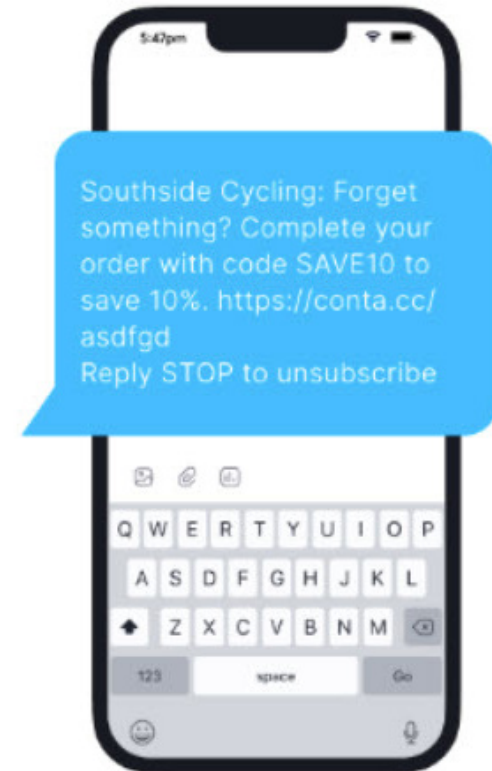 5:47pm
Southside Cycling: Forget
something? Complete your
order with code SAVE10 to
save 10%. https://conta.cc/
asdfgd
Reply STOP to unsubscribe
Q W E R T Y U I O P
A S D F G H J K L
Z X C V B N M
123 space Go